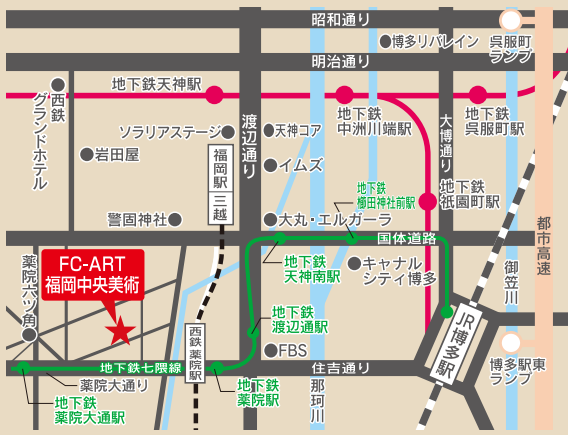 昭和通り
博多リバレイン
呉服町
ランプ
明治通り
地下鉄天神駅
西鉄
グランドホテル
ソラリアステージ
渡辺通り
天神コア
地下鉄
中洲川端駅
大博通り
地下鉄
呉服町駅
岩田屋
福岡駅
三越
イムズ
地下鉄
櫛田神社前駅
地下鉄
祇園町駅
警固神社
大丸・エルガーラ
国体道路
都市高速
薬院六ツ角
FC-ART
福岡中央美術
地下鉄
天神南駅
キャナル
シティ博多
御笠川
地下鉄
渡辺通駅
西鉄薬院駅
FBS
JR博多駅
博多駅東
ランプ
地下鉄七隈線
住吉通り
薬院大通り
地下鉄
薬院大通駅
地下鉄
薬院駅
那珂川